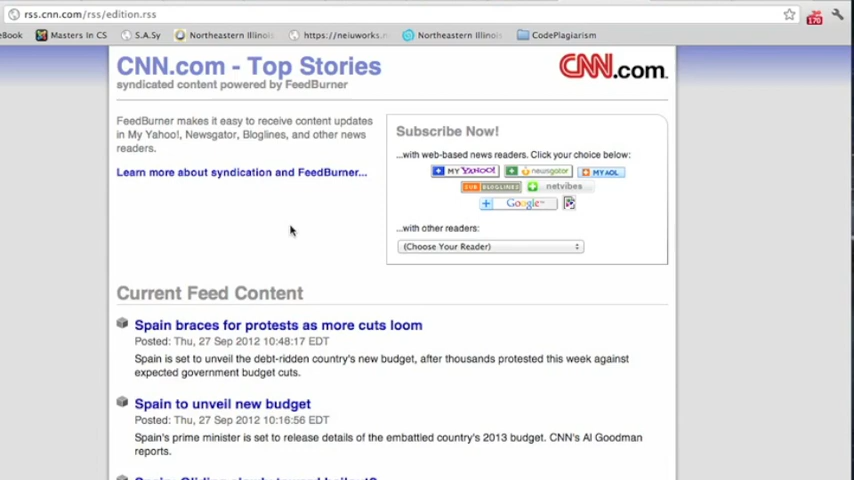 rss.cnn.com/rss/edition.rss
170
eBook Masters In CS S.A.Sy Northeastern Illinois https://neiuworks.n Northeastern Illinois CodePlagiarism
CNN.com - Top Stories
syndicated content powered by FeedBurner
CNN.com.
FeedBurner makes it easy to receive content updates
in My Yahoo!, Newsgator, Bloglines, and other news
readers.
Learn more about syndication and FeedBurner...
Subscribe Now!
...with web-based news readers. Click your choice below:
MY YAHOO! newsgator MY AOL
SUB BLOGLINES netvibes
Google™
...with other readers:
(Choose Your Reader)
Current Feed Content
Spain braces for protests as more cuts loom
Posted: Thu, 27 Sep 2012 10:48:17 EDT
Spain is set to unveil the debt-ridden country's new budget, after thousands protested this week against
expected government budget cuts.
Spain to unveil new budget
Posted: Thu, 27 Sep 2012 10:16:56 EDT
Spain's prime minister is set to release details of the embattled country's 2013 budget. CNN's Al Goodman
reports.